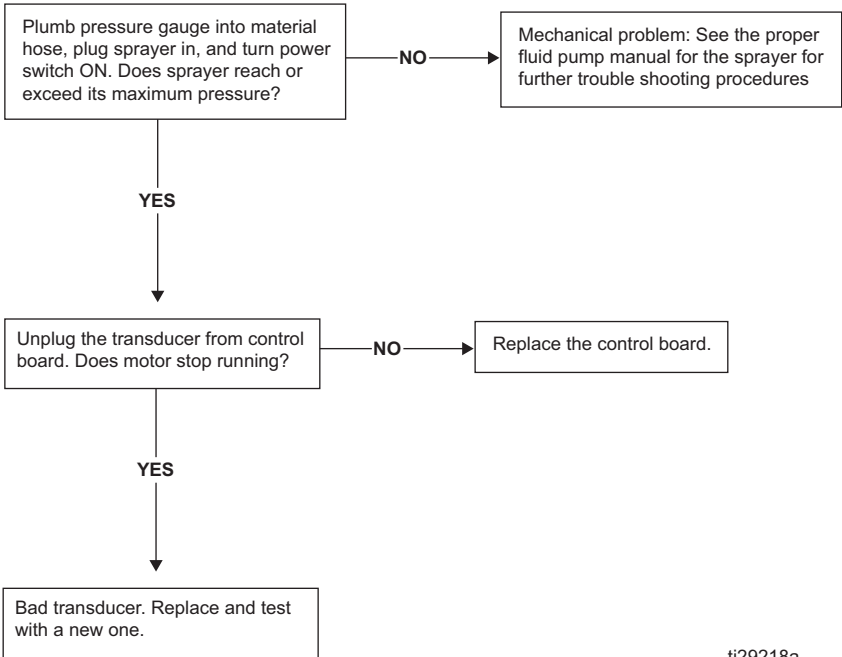 Plumb pressure gauge into material
hose, plug sprayer in, and turn power
switch ON. Does sprayer reach or
exceed its maximum pressure?
NO
Mechanical problem: See the proper
fluid pump manual for the sprayer for
further trouble shooting procedures
YES
Unplug the transducer from control
board. Does motor stop running?
NO
Replace the control board.
YES
Bad transducer. Replace and test
with a new one.
ti29218a